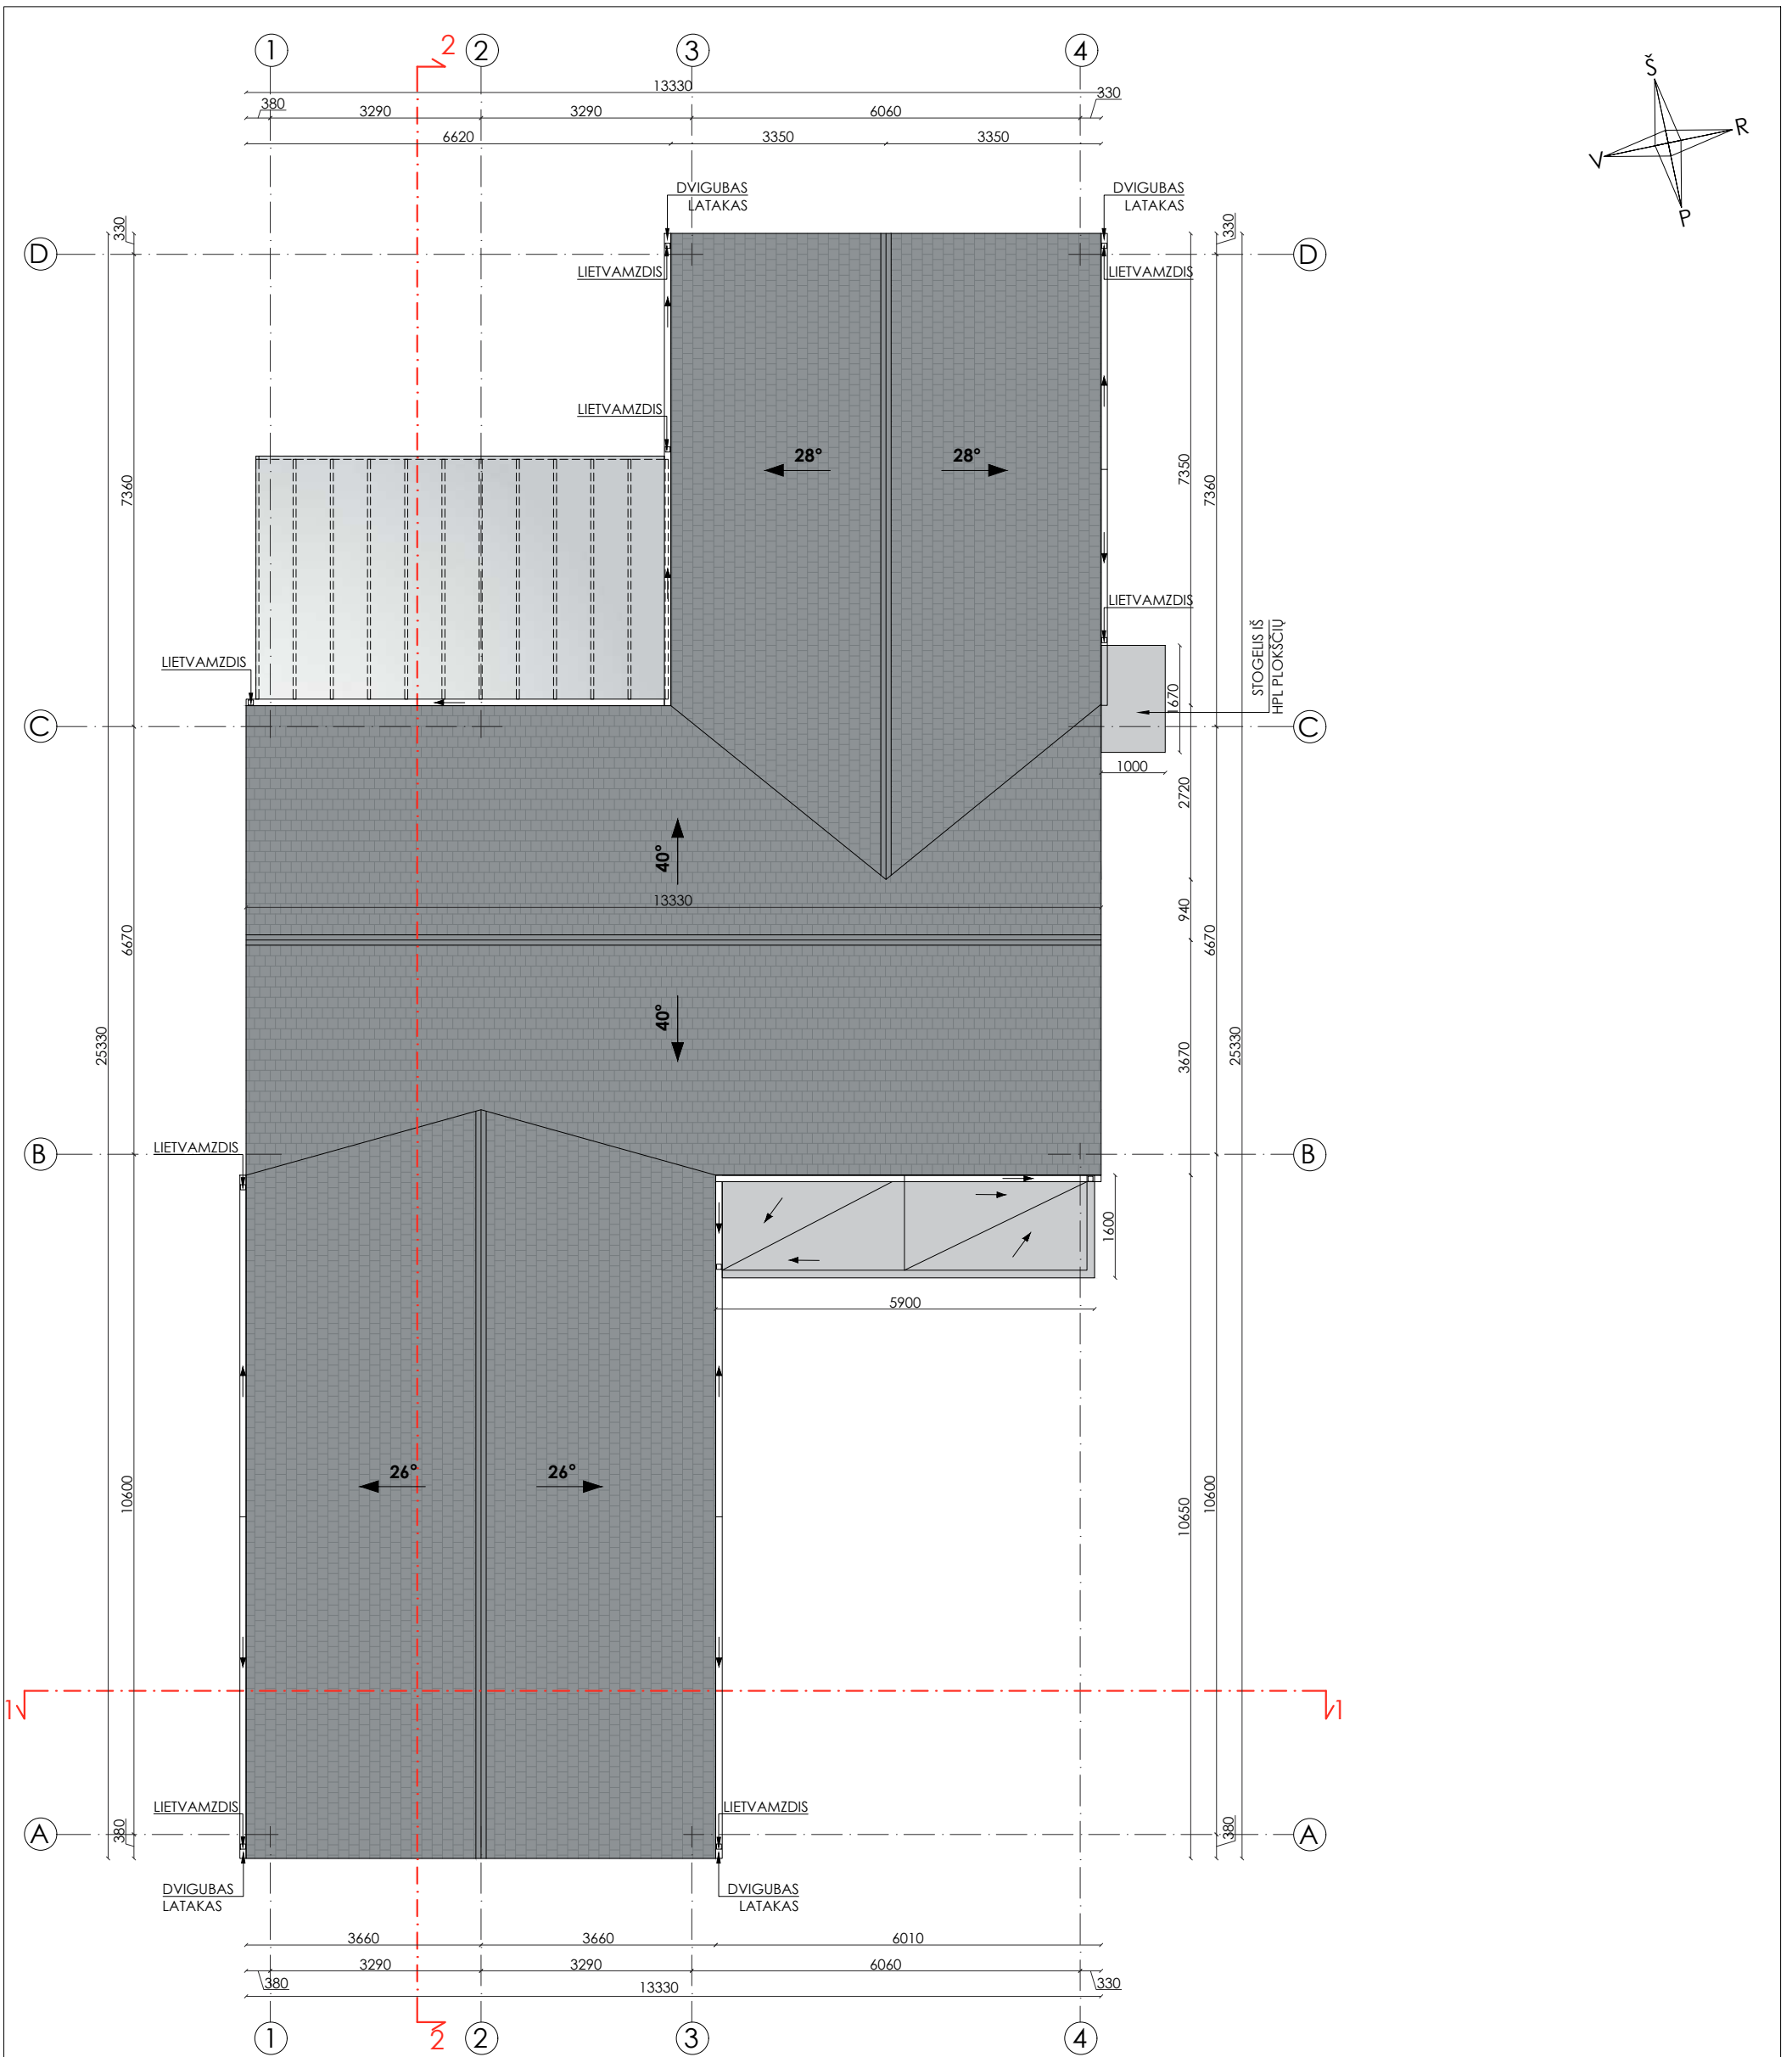 1
2
2
3
4
Š
R
V
P
13330
380
3290
3290
6060
330
6620
3350
3350
DVIGUBAS
LATAKAS
DVIGUBAS
LATAKAS
330
330
D
D
LIETVAMZDIS
LIETVAMZDIS
LIETVAMZDIS
28°
28°
7360
7350
7360
LIETVAMZDIS
STOGELIS IŠ
HPL PLOKŠČIŲ
LIETVAMZDIS
1670
C
C
1000
2720
40°
13330
940
6670
6670
40°
25330
3670
25330
LIETVAMZDIS
B
B
1600
5900
26°
26°
10600
10650
10600
1
1
LIETVAMZDIS
LIETVAMZDIS
A
380
380
A
DVIGUBAS
LATAKAS
DVIGUBAS
LATAKAS
3660
3660
6010
3290
3290
6060
380
13330
330
1
2
2
3
4